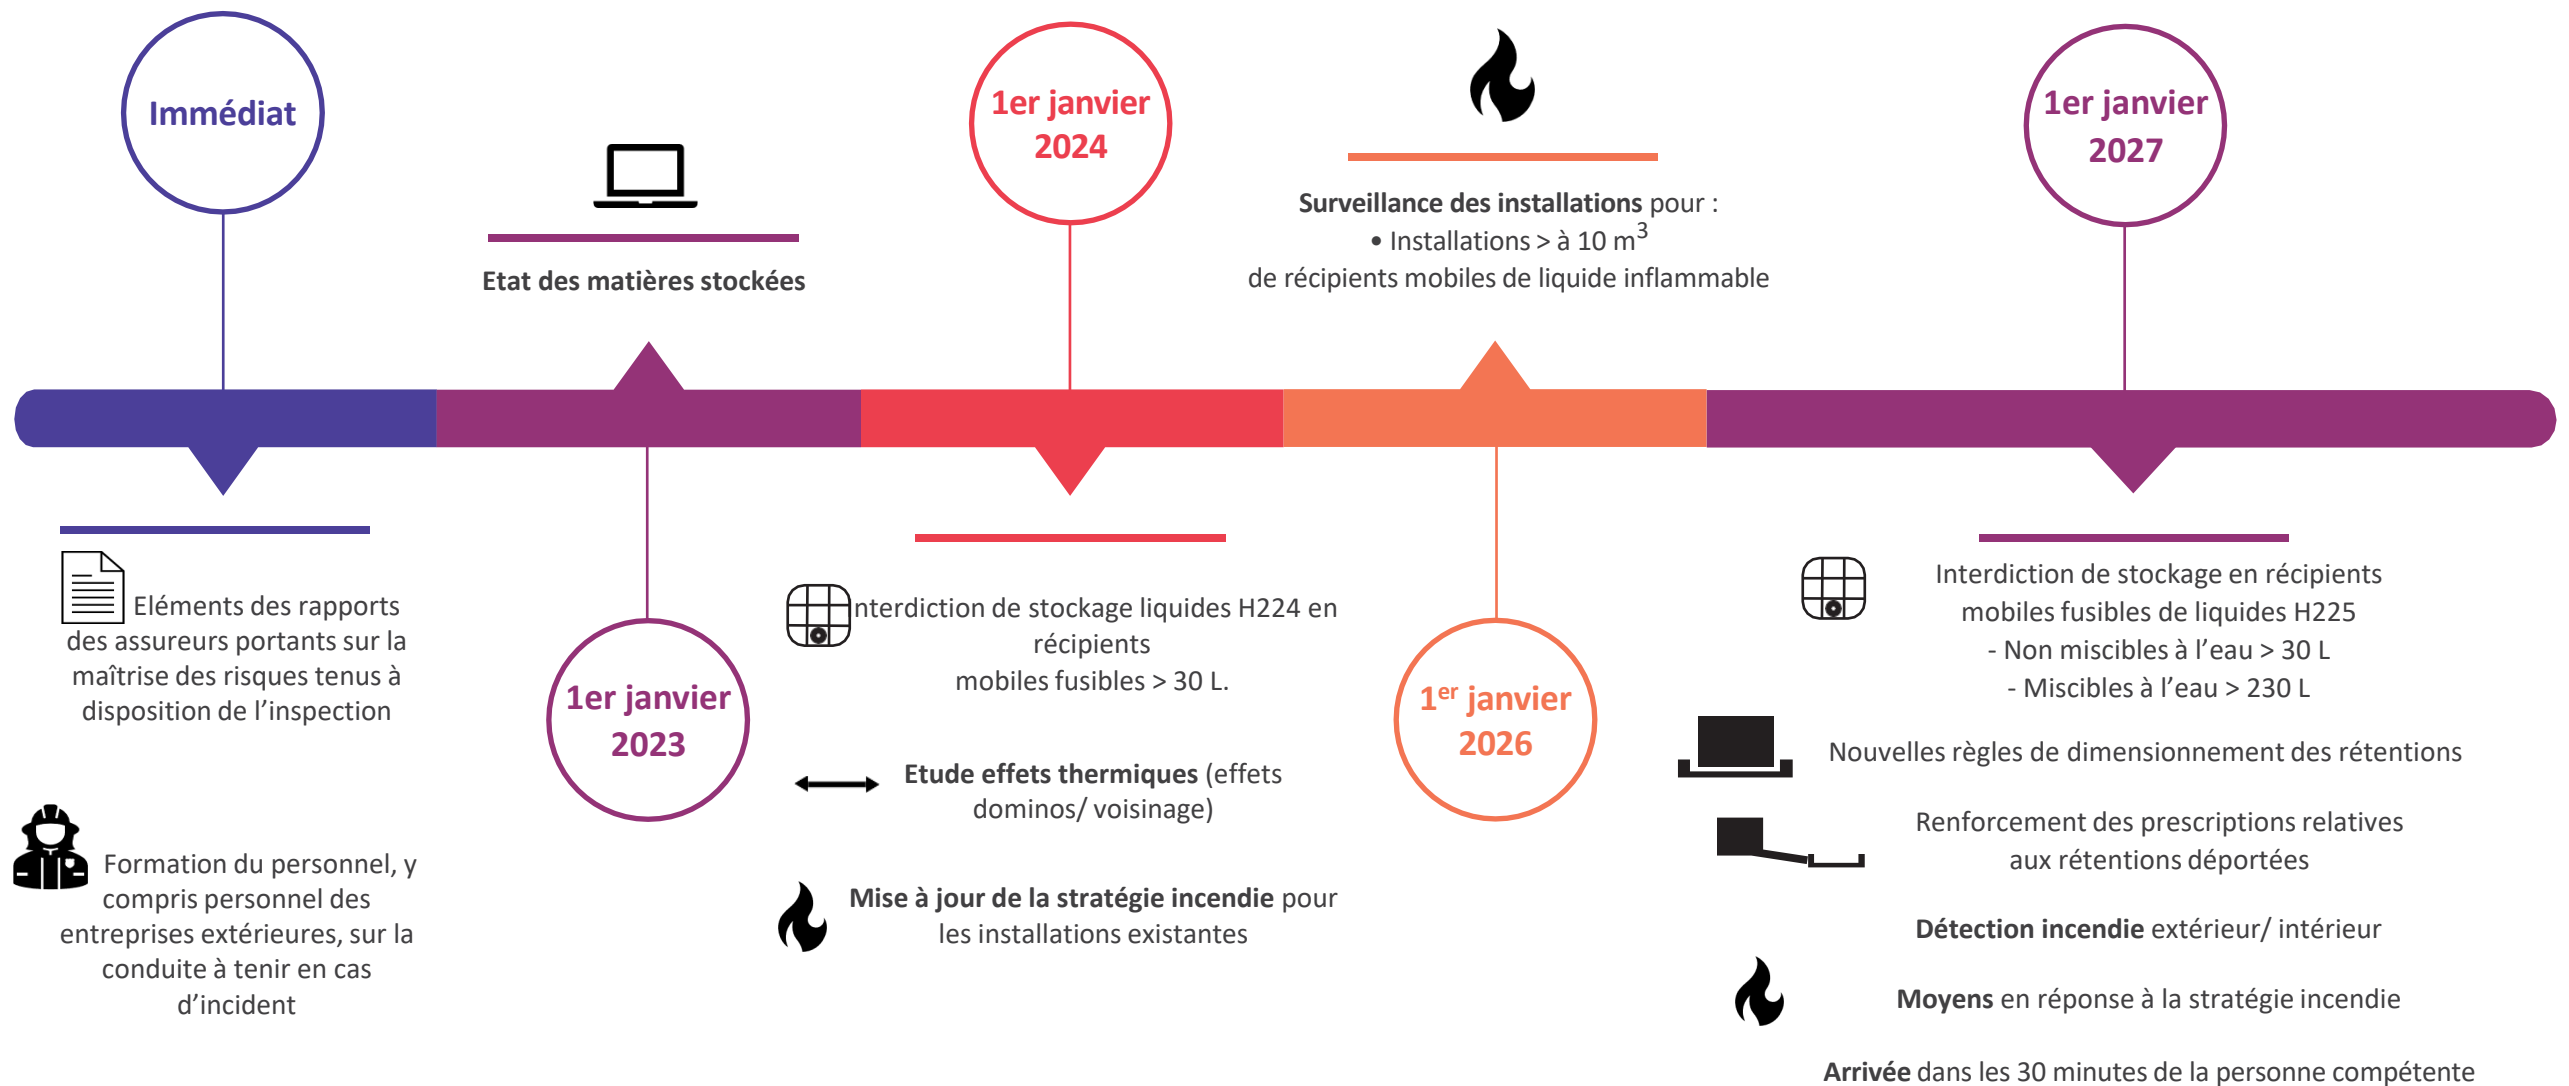 Immédiat
Eléments des rapports
des assureurs portants sur la
maîtrise des risques tenus à
disposition de l’inspection
Formation du personnel, y
compris personnel des
entreprises extérieures, sur la
conduite à tenir en cas
d’incident
Etat des matières stockées
1er janvier
2023
1er janvier
2024
nterdiction de stockage liquides H224 en
récipients
mobiles fusibles > 30 L.
Etude effets thermiques (effets
dominos/ voisinage)
Mise à jour de la stratégie incendie pour
les installations existantes
Surveillance des installations pour :
• Installations > à 10 m³
de récipients mobiles de liquide inflammable
1er janvier
2026
1er janvier
2027
Interdiction de stockage en récipients
mobiles fusibles de liquides H225
- Non miscibles à l’eau > 30 L
- Miscibles à l’eau > 230 L
Nouvelles règles de dimensionnement des rétentions
Renforcement des prescriptions relatives
aux rétentions déportées
Détection incendie extérieur/ intérieur
Moyens en réponse à la stratégie incendie
Arrivée dans les 30 minutes de la personne compétente